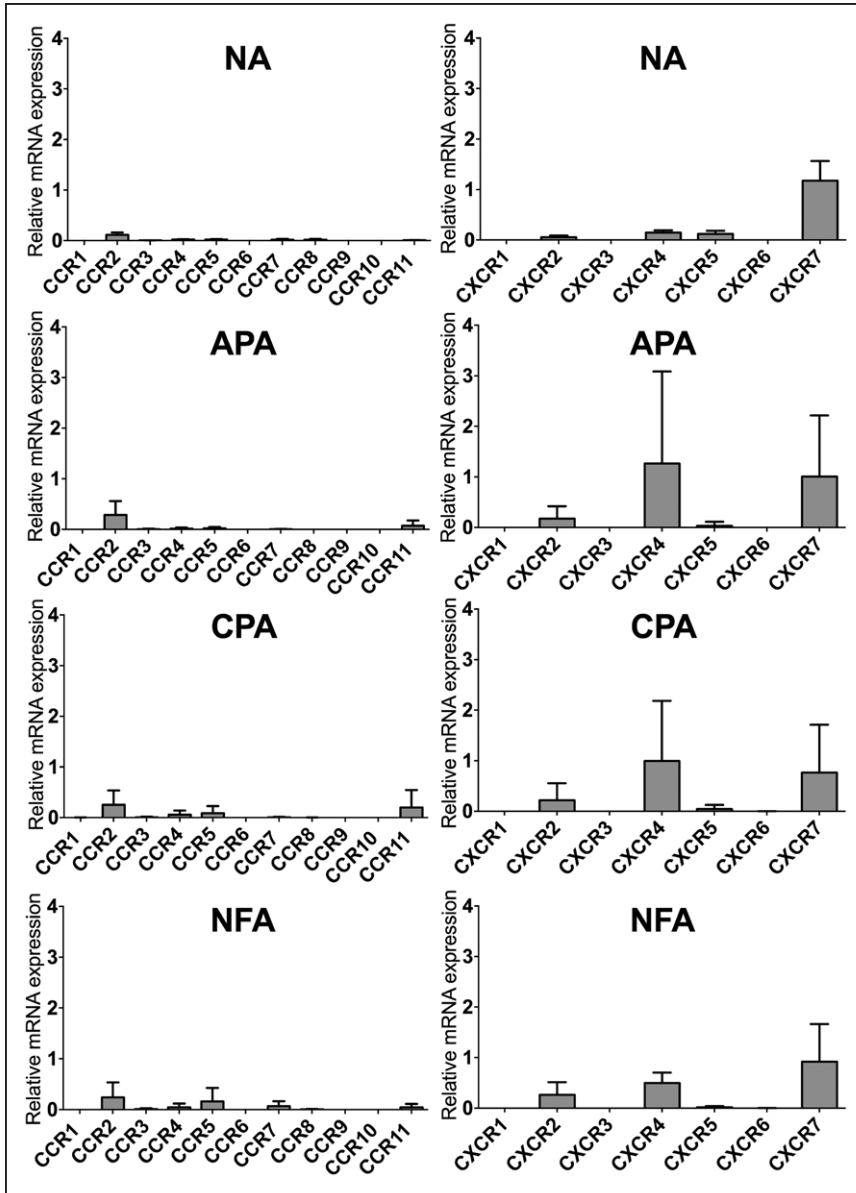 NA
Relative mRNA expression
4
3
2
1
0
CCR1
CCR2
CCR3
CCR4
CCR5
CCR6
CCR7
CCR8
CCR9
CCR10
CCR11
NA
Relative mRNA expression
4
3
2
1
0
CXCR1
CXCR2
CXCR3
CXCR4
CXCR5
CXCR6
CXCR7
APA
Relative mRNA expression
4
3
2
1
0
CCR1
CCR2
CCR3
CCR4
CCR5
CCR6
CCR7
CCR8
CCR9
CCR10
CCR11
APA
Relative mRNA expression
4
3
2
1
0
CXCR1
CXCR2
CXCR3
CXCR4
CXCR5
CXCR6
CXCR7
CPA
Relative mRNA expression
4
3
2
1
0
CCR1
CCR2
CCR3
CCR4
CCR5
CCR6
CCR7
CCR8
CCR9
CCR10
CCR11
CPA
Relative mRNA expression
4
3
2
1
0
CXCR1
CXCR2
CXCR3
CXCR4
CXCR5
CXCR6
CXCR7
NFA
Relative mRNA expression
4
3
2
1
0
CCR1
CCR2
CCR3
CCR4
CCR5
CCR6
CCR7
CCR8
CCR9
CCR10
CCR11
NFA
Relative mRNA expression
4
3
2
1
0
CXCR1
CXCR2
CXCR3
CXCR4
CXCR5
CXCR6
CXCR7